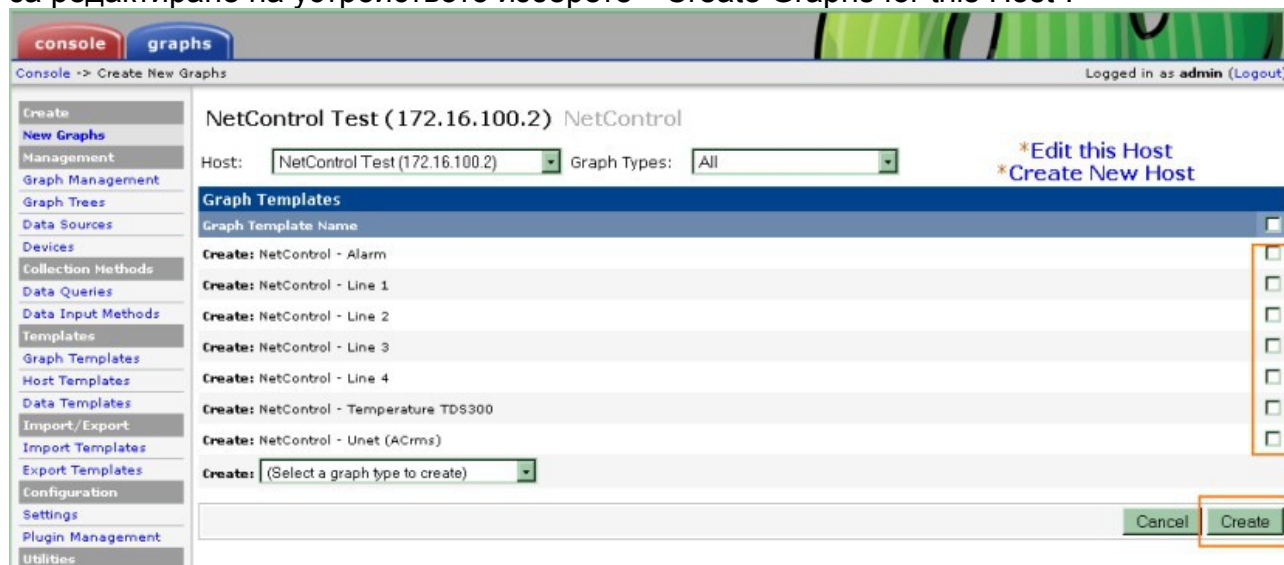 за редактиране на устройството изберете "Create Graphs for this Host".
console graphs
Console -> Create New Graphs Logged in as admin (Logout)
Create
New Graphs
Management
Graph Management
Graph Trees
Data Sources
Devices
Collection Methods
Data Queries
Data Input Methods
Templates
Graph Templates
Host Templates
Data Templates
Import/Export
Import Templates
Export Templates
Configuration
Settings
Plugin Management
Utilities
NetControl Test (172.16.100.2) NetControl
Host: NetControl Test (172.16.100.2) Graph Types: All
*Edit this Host
*Create New Host
Graph Templates
Graph Template Name
Create: NetControl - Alarm
Create: NetControl - Line 1
Create: NetControl - Line 2
Create: NetControl - Line 3
Create: NetControl - Line 4
Create: NetControl - Temperature TDS300
Create: NetControl - Unet (ACrms)
Create: (Select a graph type to create)
Cancel Create